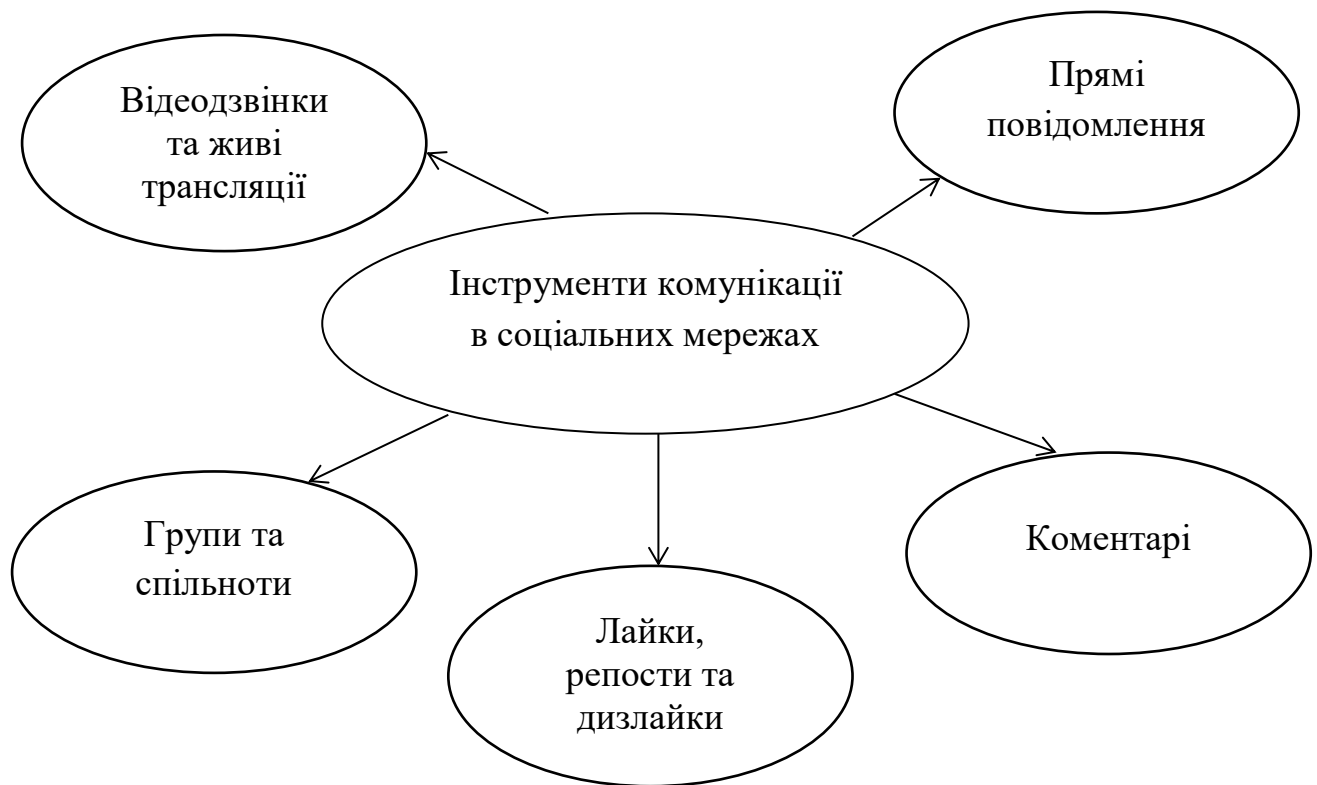 Відеодзвінки
та живі
трансляції
Прямі
повідомлення
Інструменти комунікації
в соціальних мережах
Групи та
спільноти
Лайки,
репости та
дизлайки
Коментарі